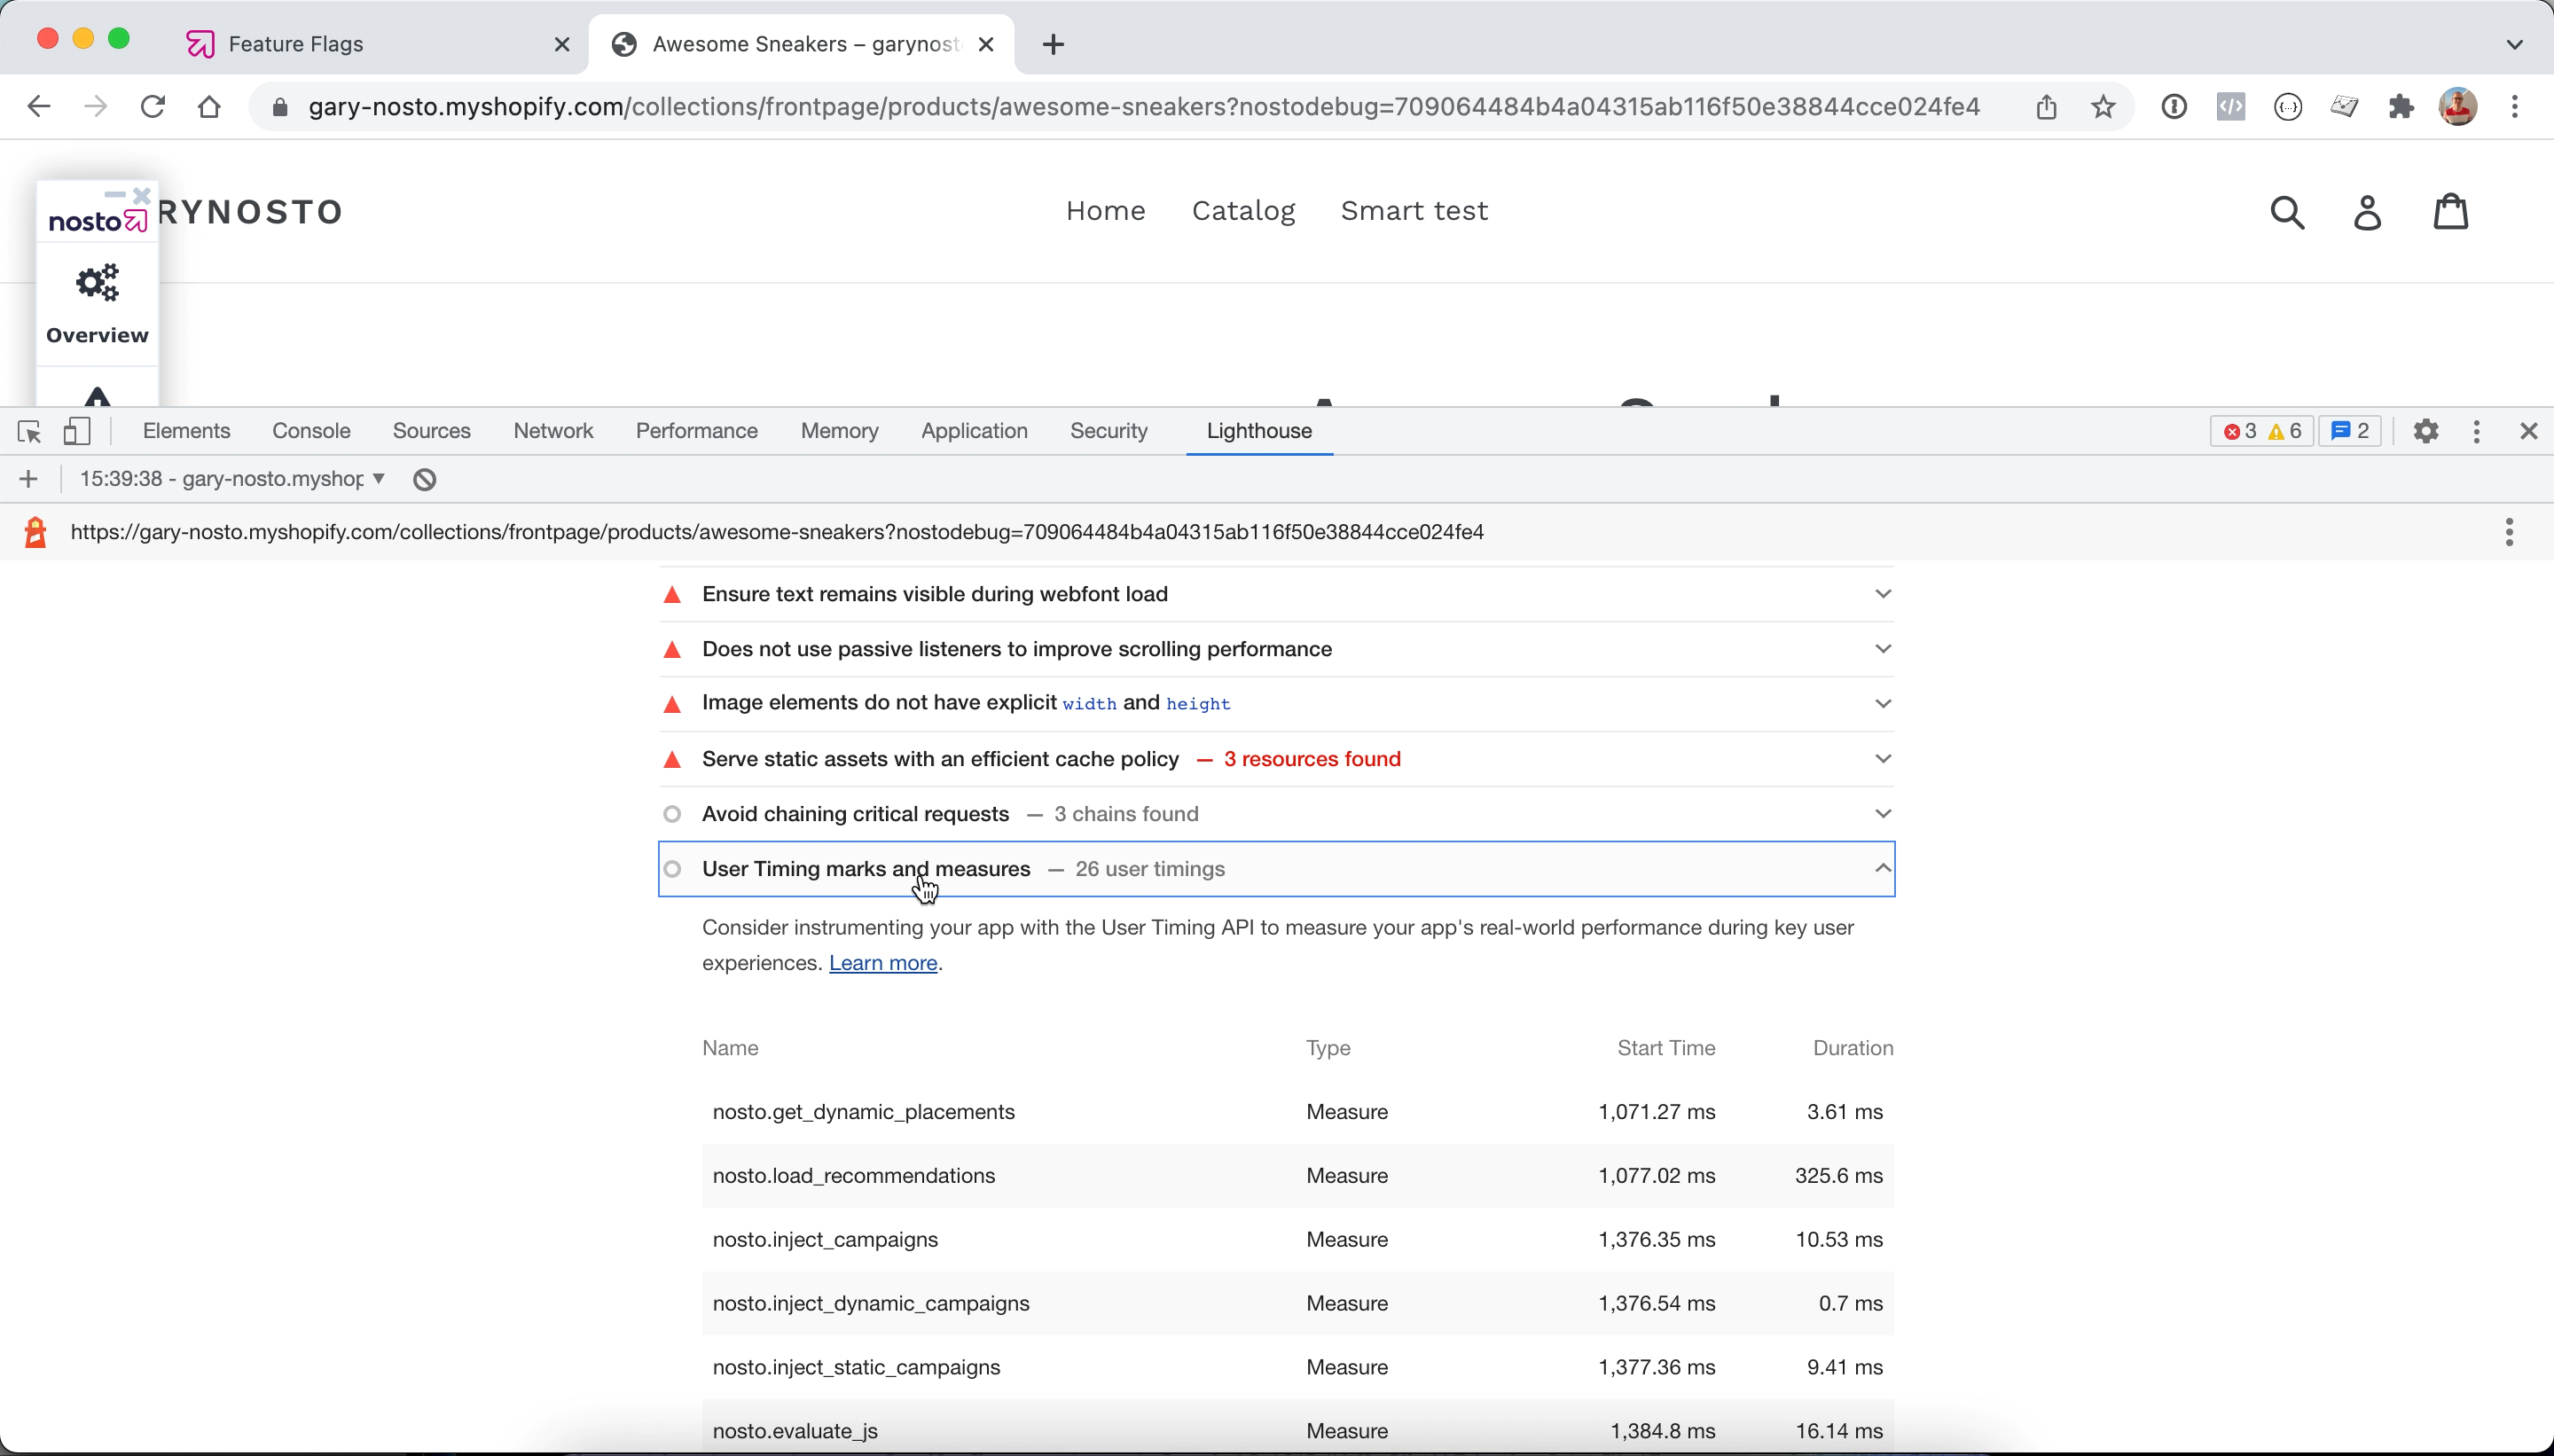 Feature Flags
Awesome Sneakers – garynost
gary-nosto.myshopify.com/collections/frontpage/products/awesome-sneakers?nostodebug=709064484b4a04315ab116f50e38844cce024fe4
nosto
RYNOSTO
Home Catalog Smart test
Overview
Elements Console Sources Network Performance Memory Application Security Lighthouse 3 6 2
15:39:38 - gary-nosto.myshop
https://gary-nosto.myshopify.com/collections/frontpage/products/awesome-sneakers?nostodebug=709064484b4a04315ab116f50e38844cce024fe4
Ensure text remains visible during webfont load
Does not use passive listeners to improve scrolling performance
Image elements do not have explicit width and height
Serve static assets with an efficient cache policy — 3 resources found
Avoid chaining critical requests — 3 chains found
User Timing marks and measures — 26 user timings
Consider instrumenting your app with the User Timing API to measure your app's real-world performance during key user
experiences. Learn more.
Name Type Start Time Duration
nosto.get_dynamic_placements Measure 1,071.27 ms 3.61 ms
nosto.load_recommendations Measure 1,077.02 ms 325.6 ms
nosto.inject_campaigns Measure 1,376.35 ms 10.53 ms
nosto.inject_dynamic_campaigns Measure 1,376.54 ms 0.7 ms
nosto.inject_static_campaigns Measure 1,377.36 ms 9.41 ms
nosto.evaluate_js Measure 1,384.8 ms 16.14 ms